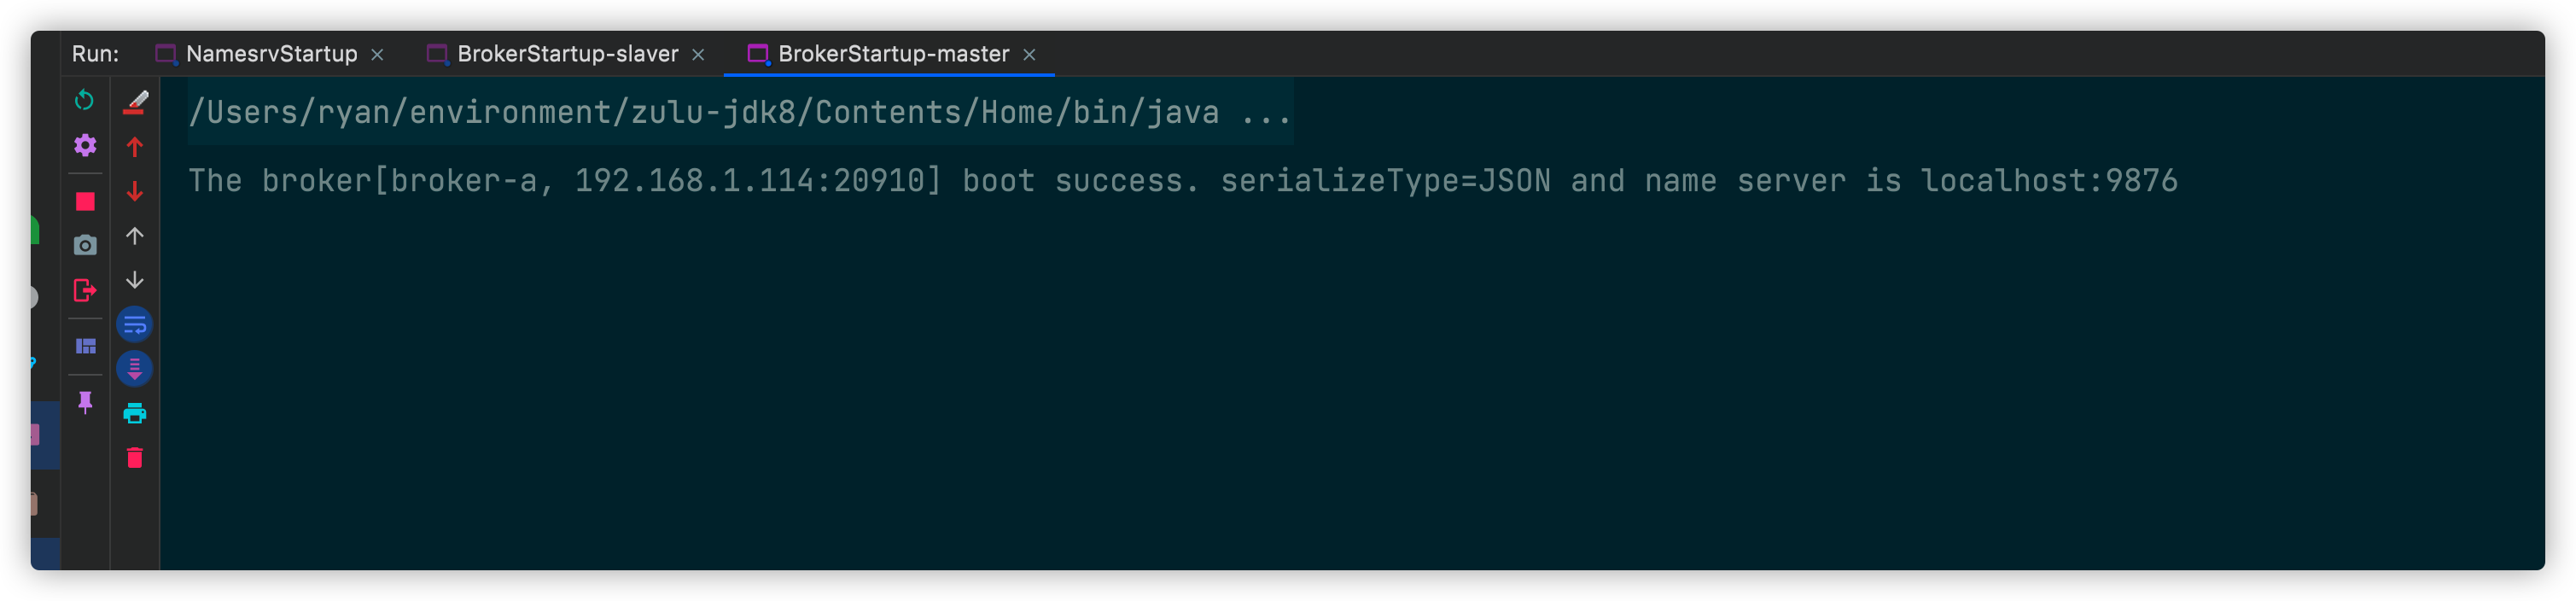 Run: NamesrvStartup × BrokerStartup-slaver × BrokerStartup-master ×
/Users/ryan/environment/zulu-jdk8/Contents/Home/bin/java ...
The broker[broker-a, 192.168.1.114:20910] boot success. serializeType=JSON and name server is localhost:9876